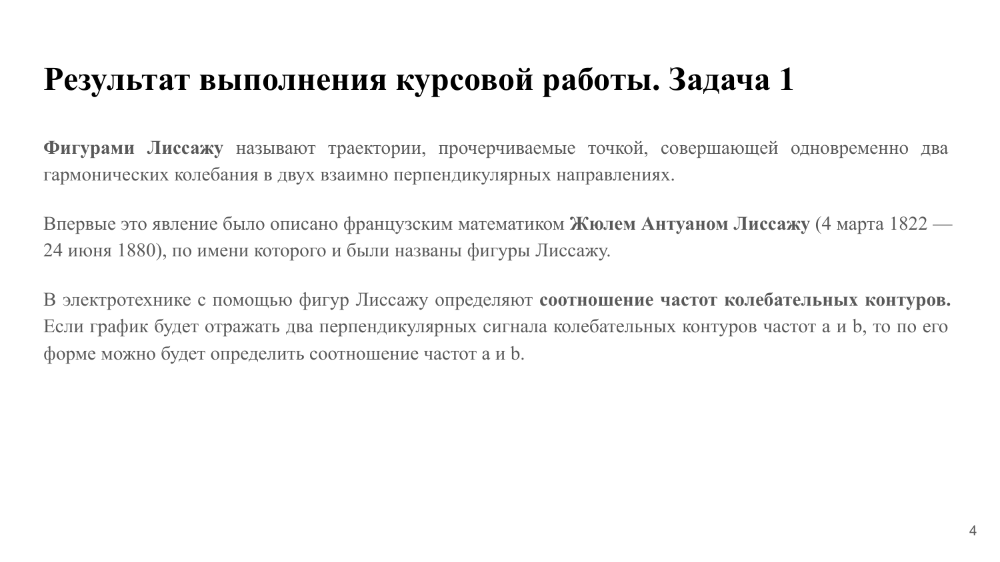 Результат выполнения курсовой работы. Задача 1
Фигурами Лиссажу называют траектории, прочерчиваемые точкой, совершающей одновременно два
гармонических колебания в двух взаимно перпендикулярных направлениях.
Впервые это явление было описано французским математиком Жюлем Антуаном Лиссажу (4 марта 1822 —
24 июня 1880), по имени которого и были названы фигуры Лиссажу.
В электротехнике с помощью фигур Лиссажу определяют соотношение частот колебательных контуров.
Если график будет отражать два перпендикулярных сигнала колебательных контуров частот a и b, то по его
форме можно будет определить соотношение частот a и b.
4